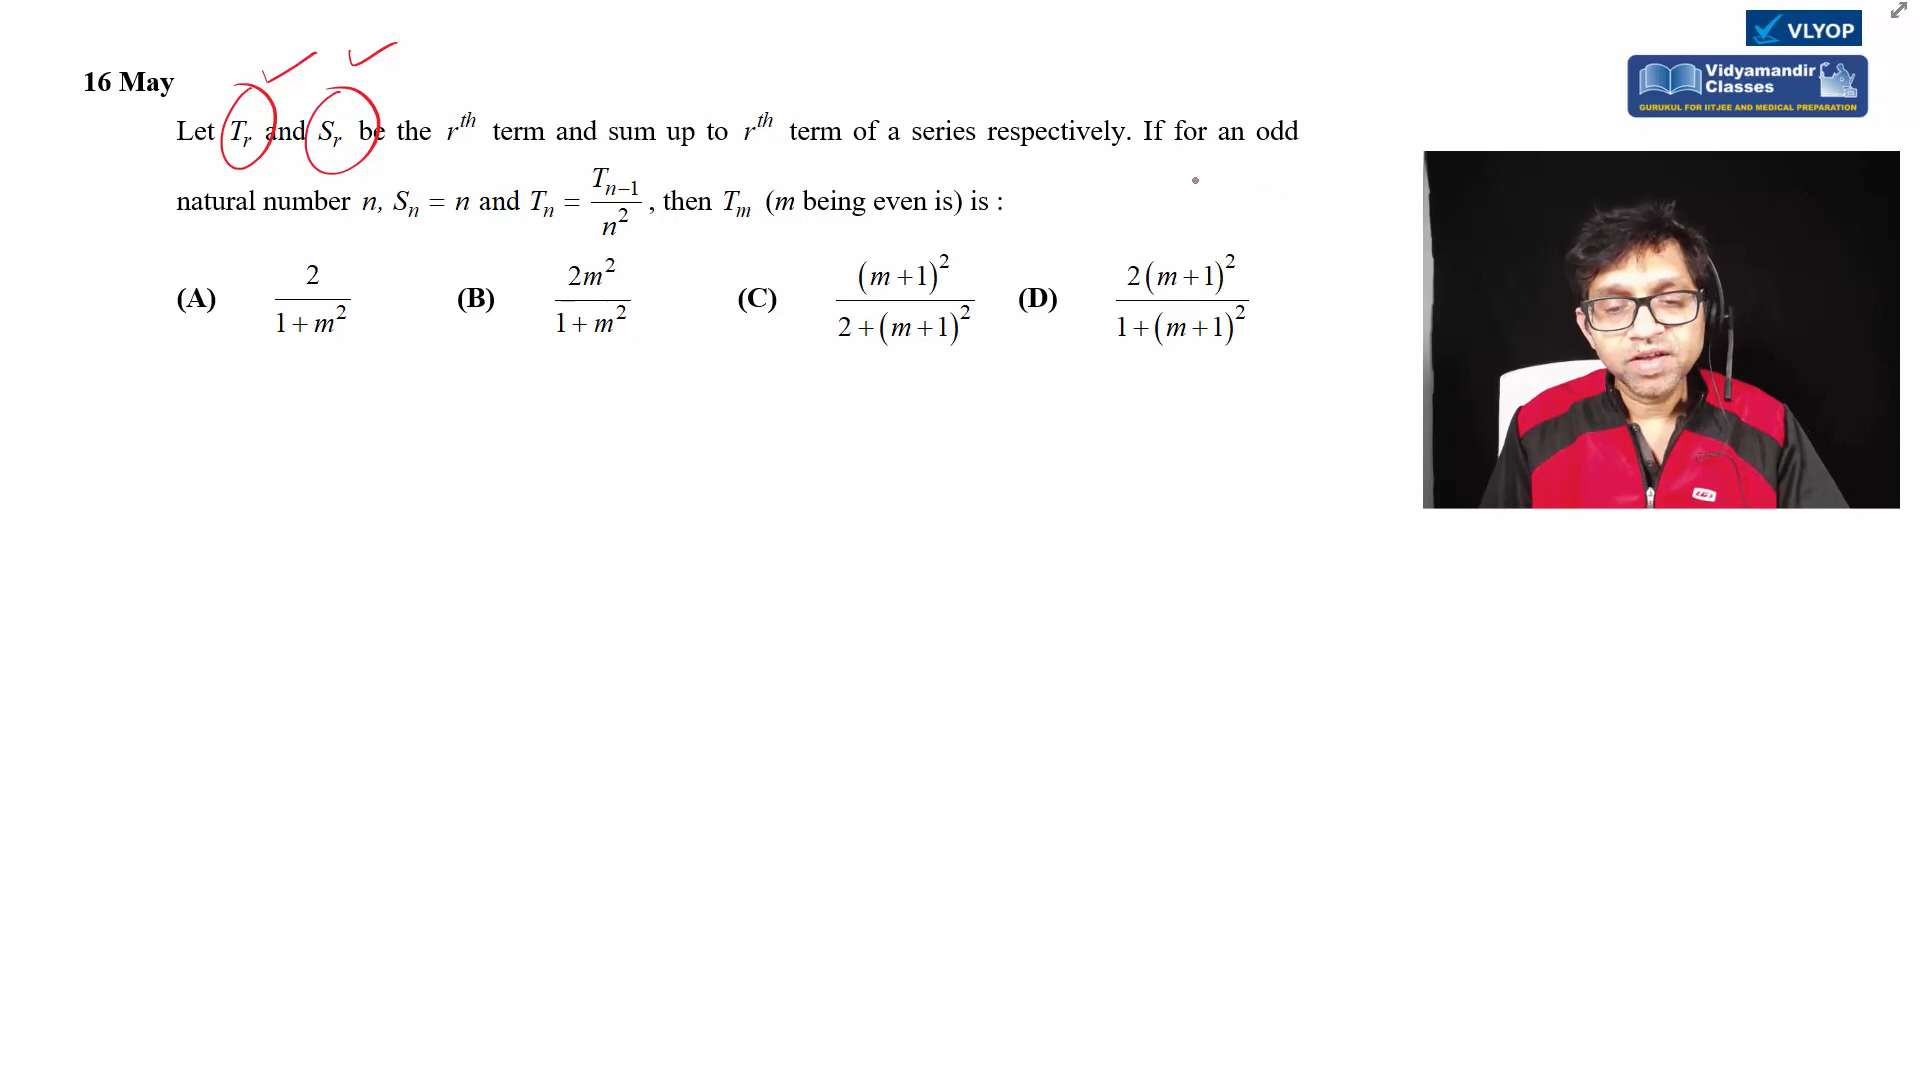 VLYOP
Vidyamandir
Classes
GURUKUL FOR IITJEE AND MEDICAL PREPARATION
16 May
Let T_r and S_r be the r^th term and sum up to r^th term of a series respectively. If for an odd
natural number n, S_n = n and T_n = T_{n−1}/n^2, then T_m (m being even is) is :
(A) 2/(1+m^2) (B) 2m^2/(1+m^2) (C) (m+1)^2/(2+(m+1)^2) (D) 2(m+1)^2/(1+(m+1)^2)